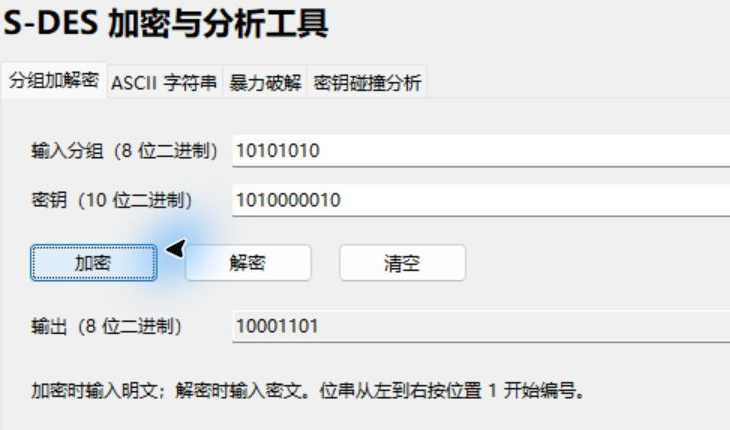 S-DES 加密与分析工具
分组加解密 ASCII 字符串 暴力破解 密钥碰撞分析
输入分组（8 位二进制） 10101010
密钥（10 位二进制） 1010000010
加密 解密 清空
输出（8 位二进制） 10001101
加密时输入明文；解密时输入密文。位串从左到右按位置 1 开始编号。